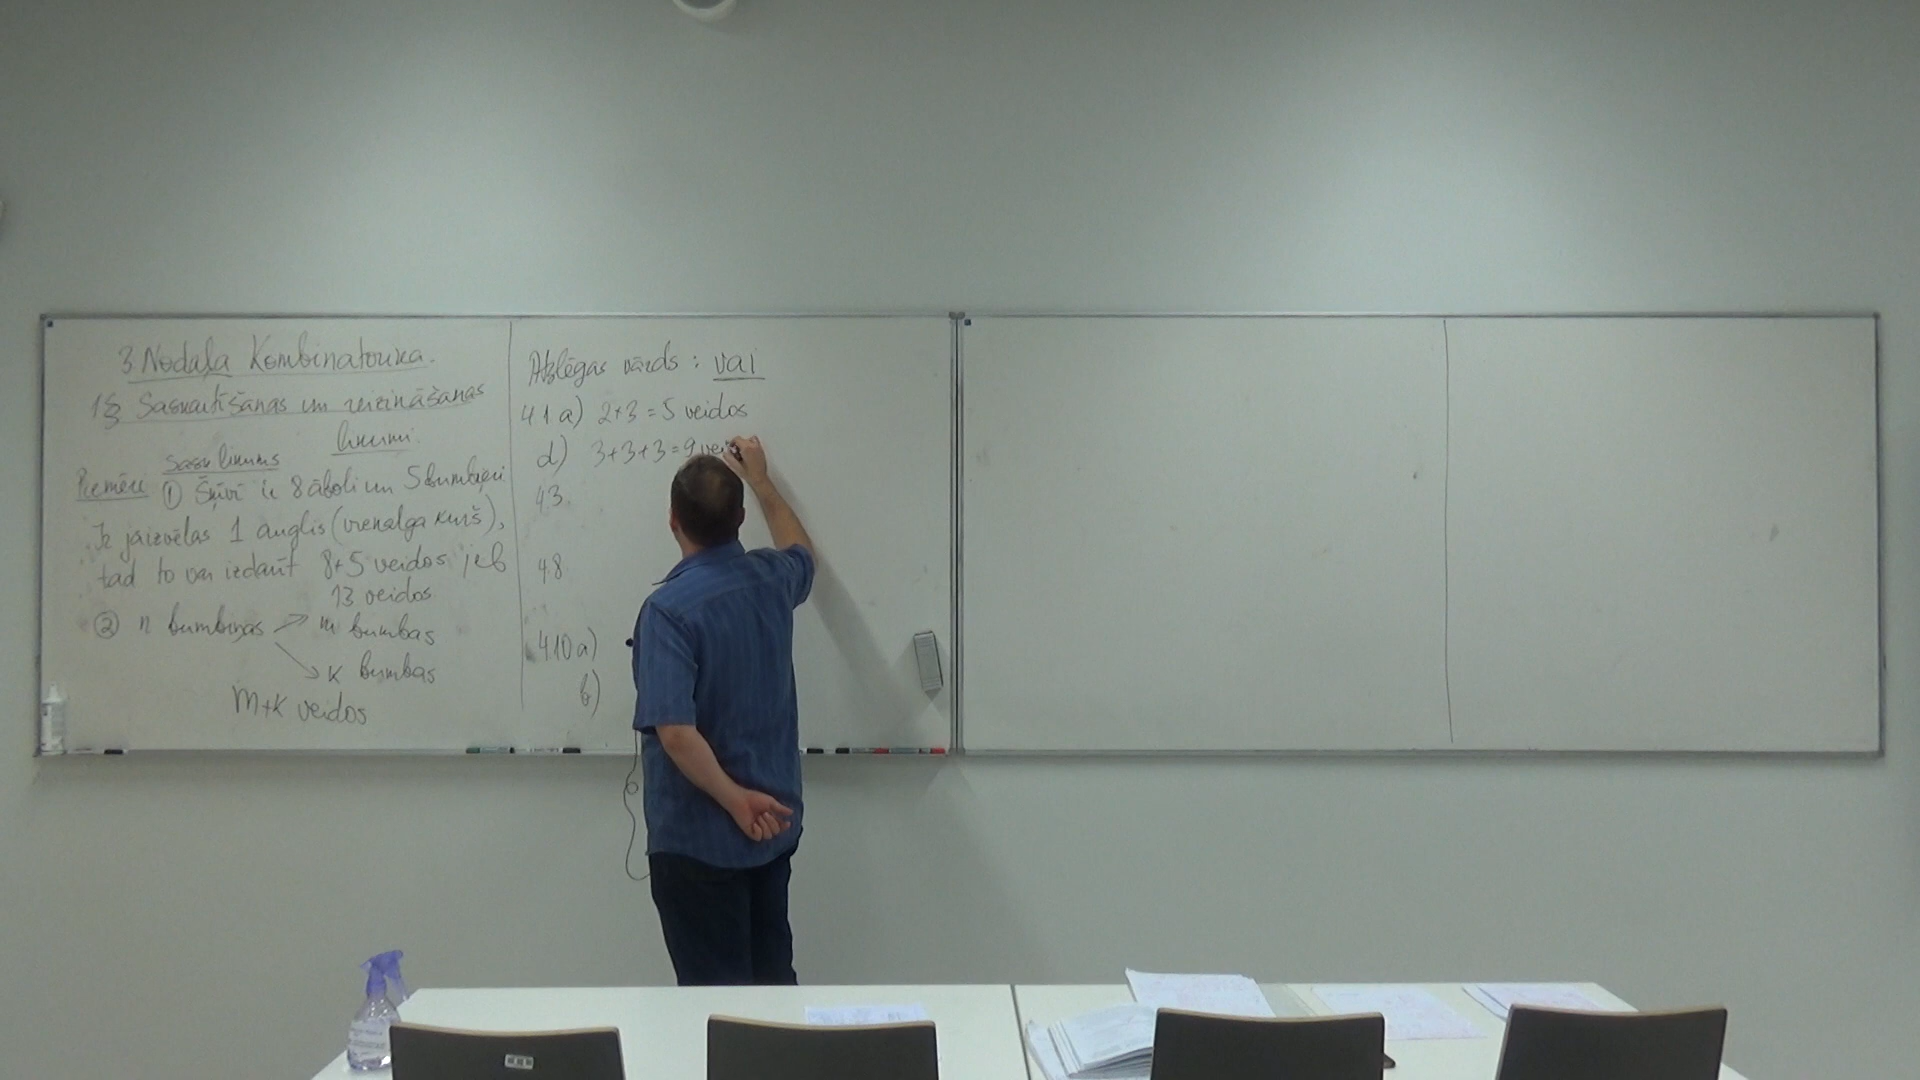 3 Nodaļa Kombinatorika.
1§ Saskaitīšanas un reizināšanas
likumi.
Sask. likums
Piemēri ① Šķīvī ir 8 āboli un 5 bumbieri
Ir jāizvēlas 1 auglis (vienalga kurš),
tad to var izdarīt 8+5 veidos jeb
13 veidos
② n bumbiņas → m bumbas
↘ k bumbas
m+k veidos
Atslēgas vārds : vai
4.1 a) 2+3 = 5 veidos
d) 3+3+3 = 9 vei
4.3.
4.8
4.10 a)
b)